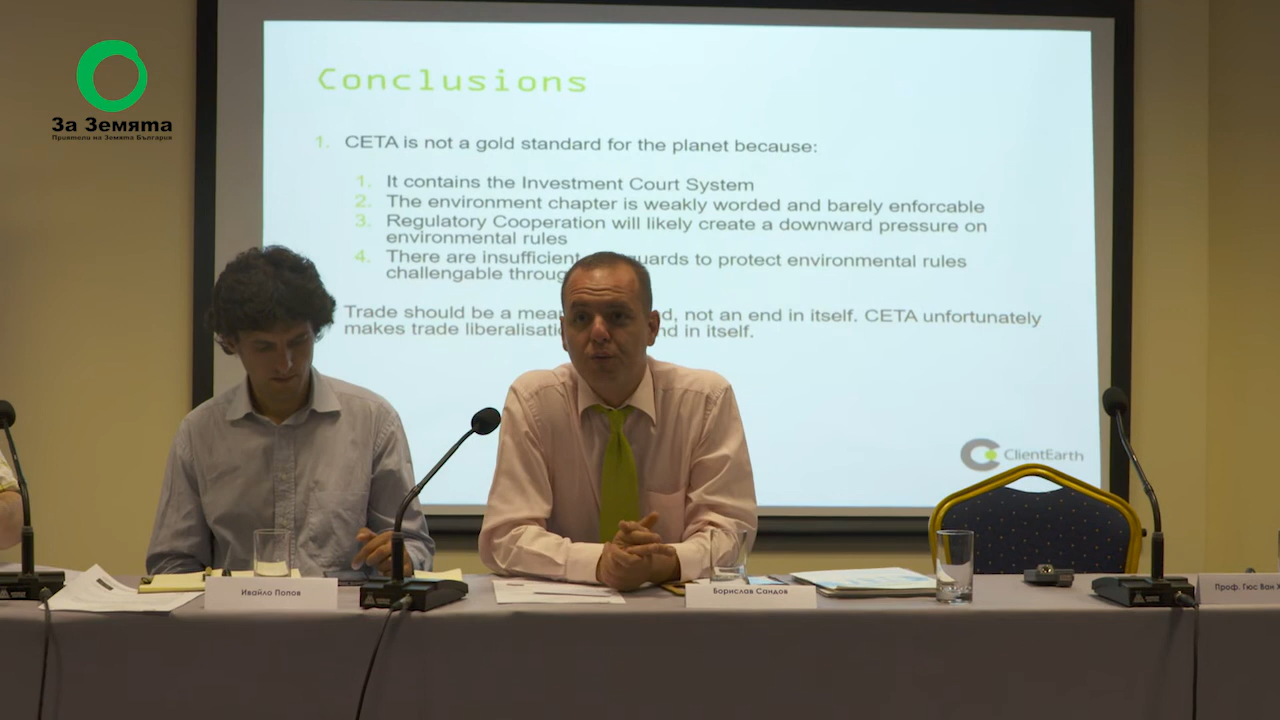 За Земята
Приятели на Земята България
Conclusions
1. CETA is not a gold standard for the planet because:
1. It contains the Investment Court System
2. The environment chapter is weakly worded and barely enforcable
3. Regulatory Cooperation will likely create a downward pressure on
environmental rules
4. There are insufficient guards to protect environmental rules
challengable
Trade should be a not an end in itself. CETA unfortunately
makes trade in itself.
ClientEarth
Ивайло Попов
Борислав Сандов
Проф. Гюс Ван